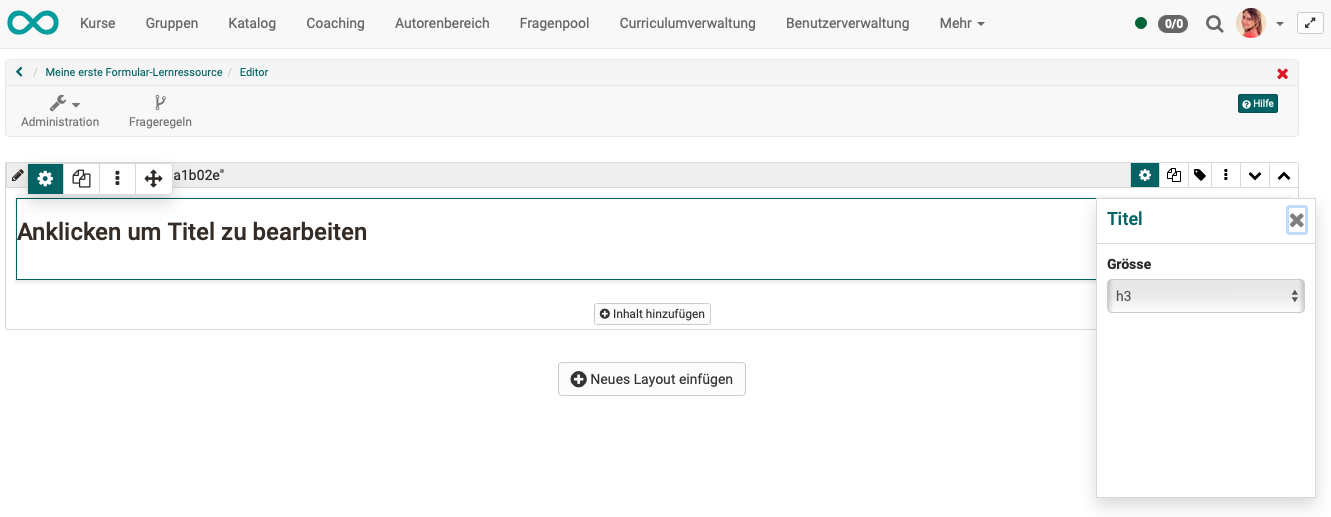 Kurse Gruppen Katalog Coaching Autorenbereich Fragenpool Curriculumverwaltung Benutzerverwaltung Mehr 0/0
/ Meine erste Formular-Lernressource / Editor
Administration Frageregeln Hilfe
a1b02e"
Anklicken um Titel zu bearbeiten
Titel
Grösse
h3
Inhalt hinzufügen
Neues Layout einfügen